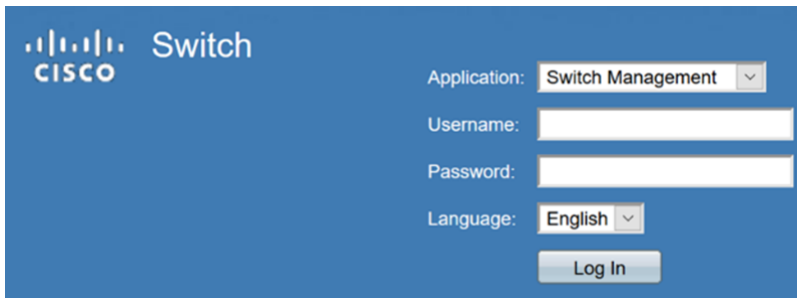 CISCO
Switch
Application: Switch Management
Username:
Password:
Language: English
Log In